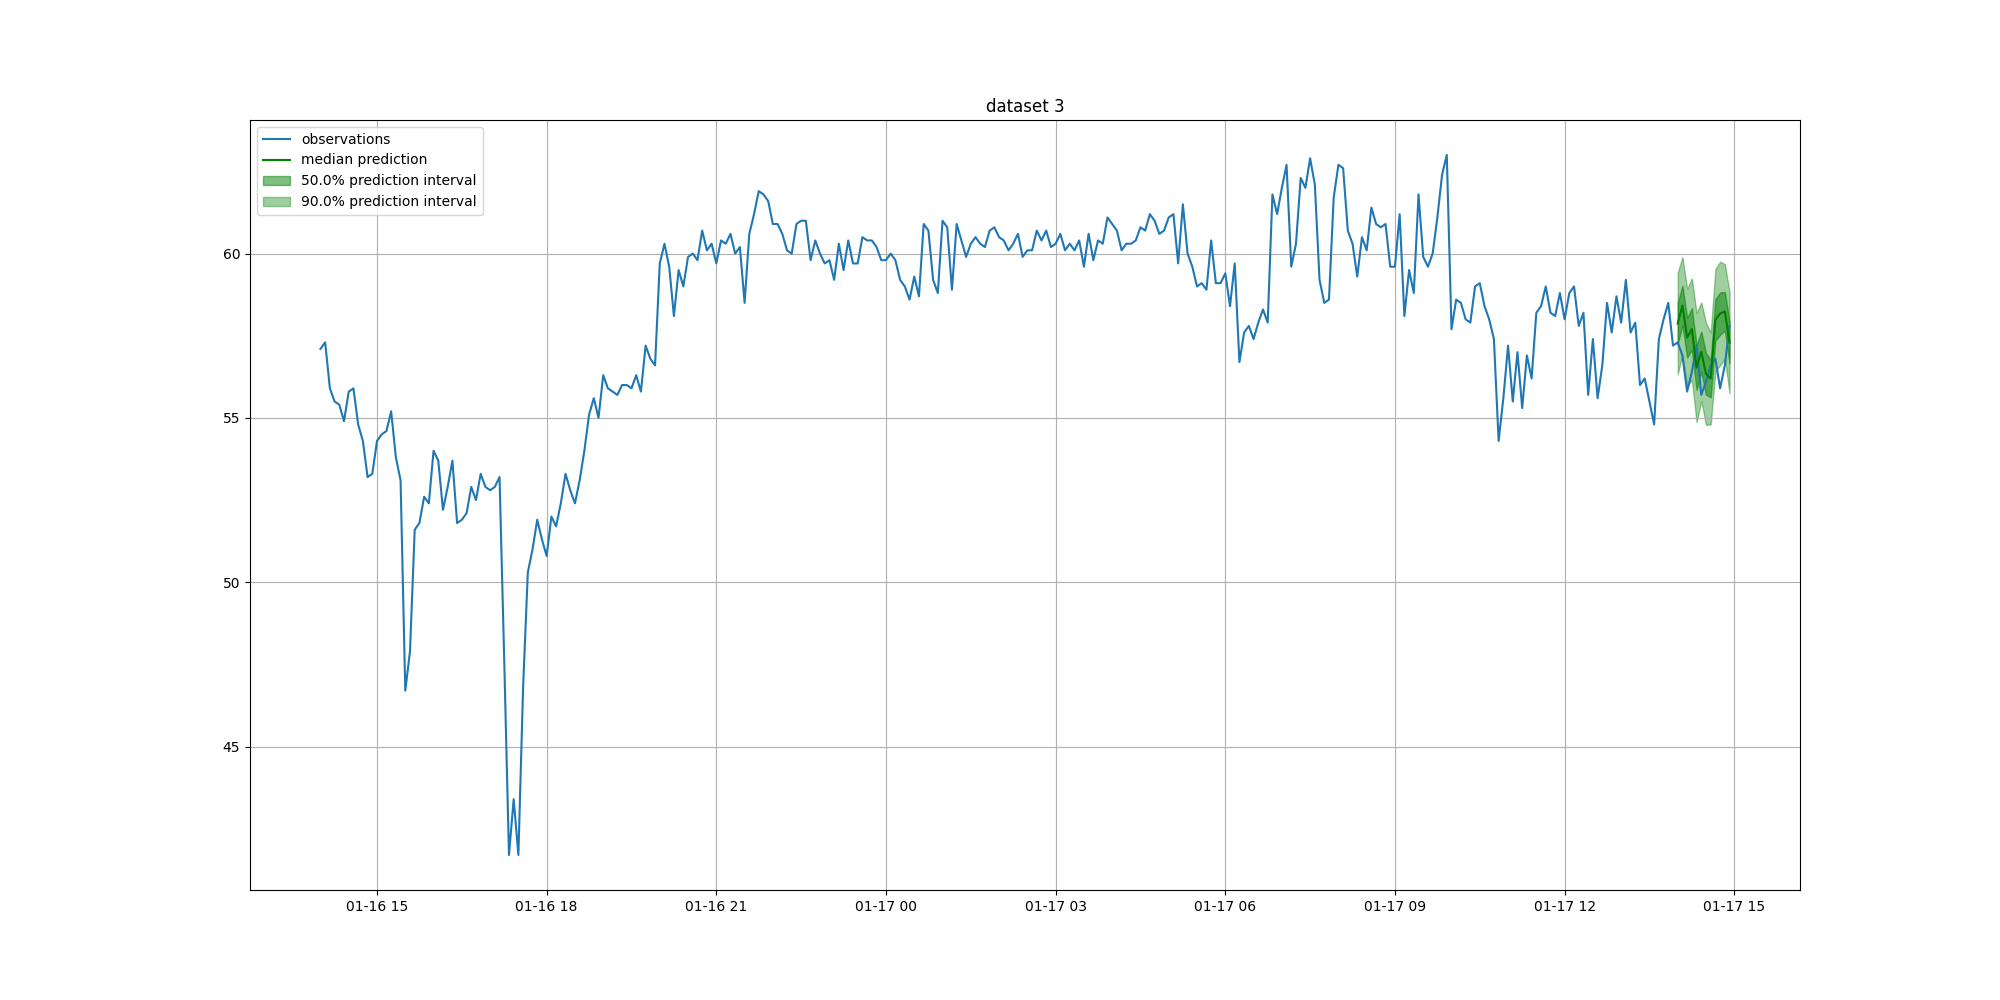 dataset 3
observations
median prediction
50.0% prediction interval
90.0% prediction interval
60
55
50
45
01-16 15
01-16 18
01-16 21
01-17 00
01-17 03
01-17 06
01-17 09
01-17 12
01-17 15